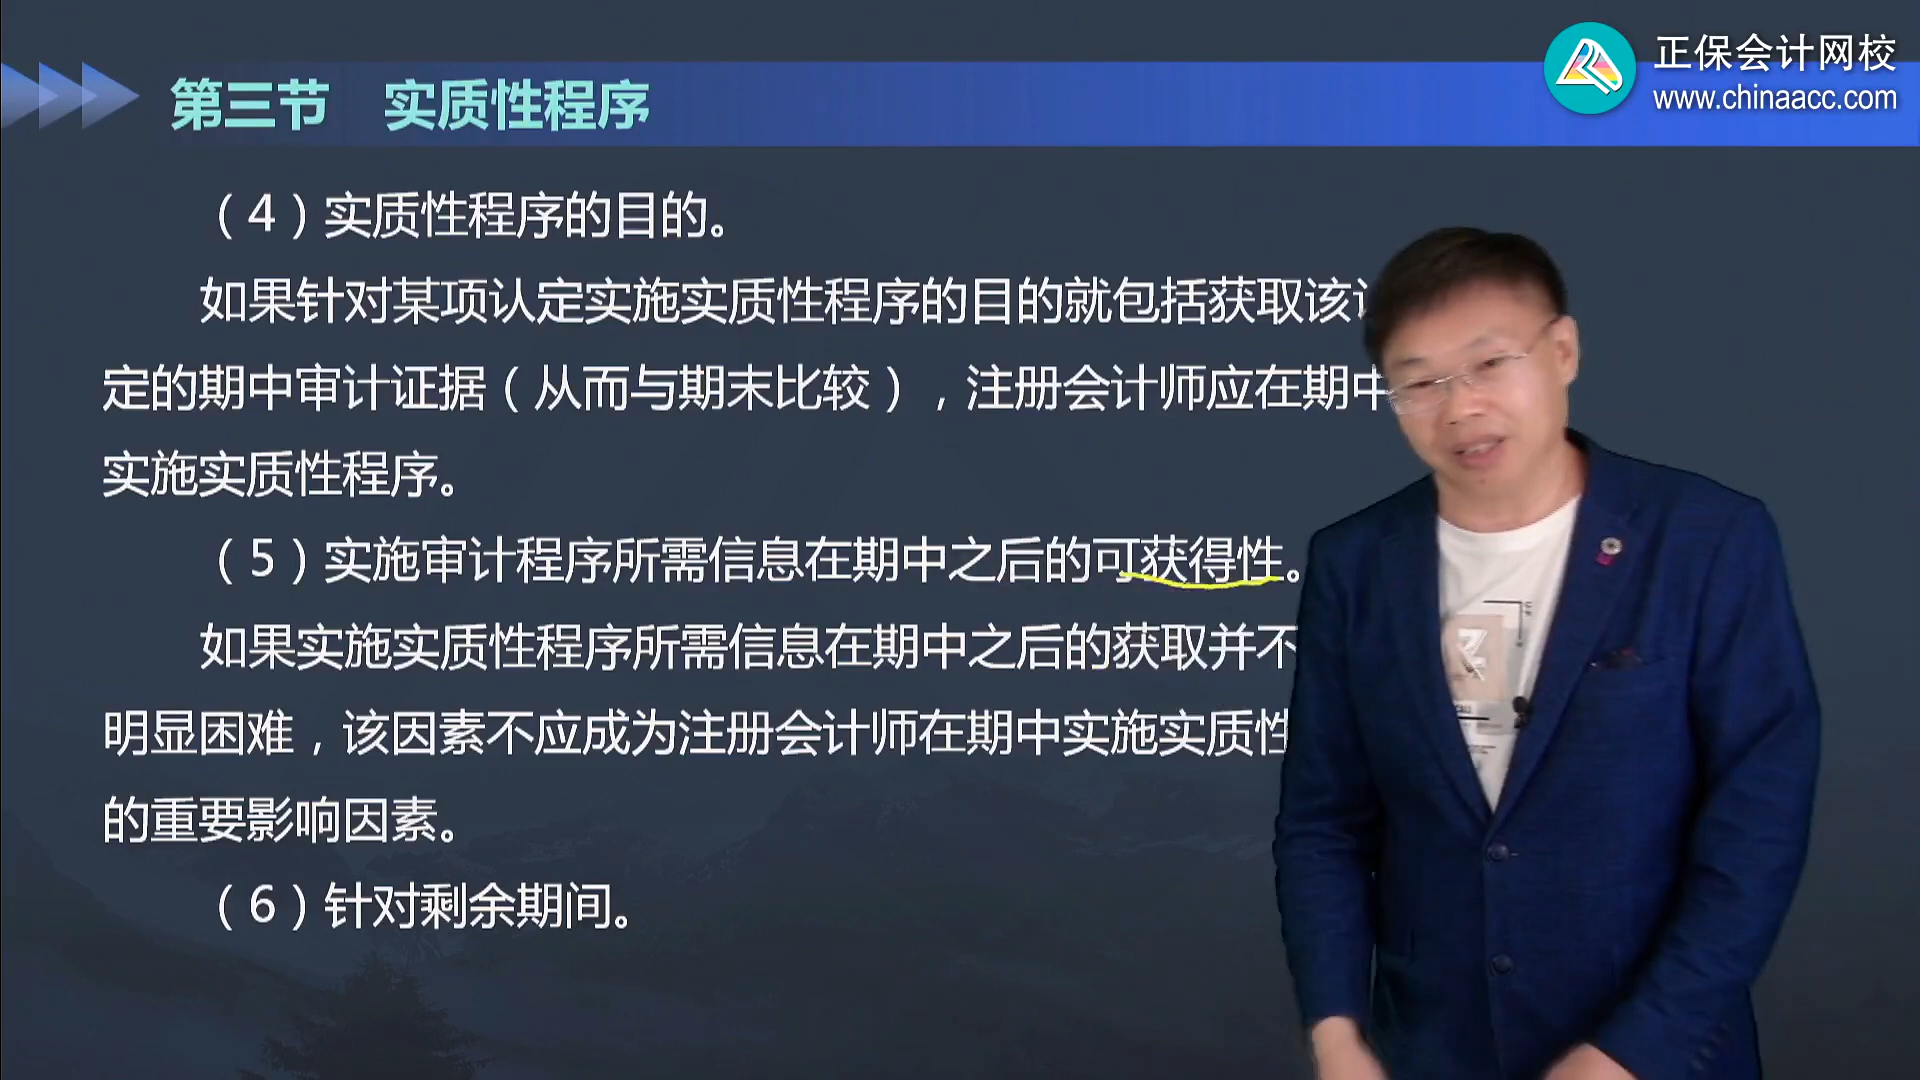 正保会计网校
www.chinaacc.com
第三节 实质性程序
（4）实质性程序的目的。
如果针对某项认定实施实质性程序的目的就包括获取该
定的期中审计证据（从而与期末比较），注册会计师应在期中
实施实质性程序。
（5）实施审计程序所需信息在期中之后的可获得性。
如果实施实质性程序所需信息在期中之后的获取并不
明显困难，该因素不应成为注册会计师在期中实施实质性
的重要影响因素。
（6）针对剩余期间。